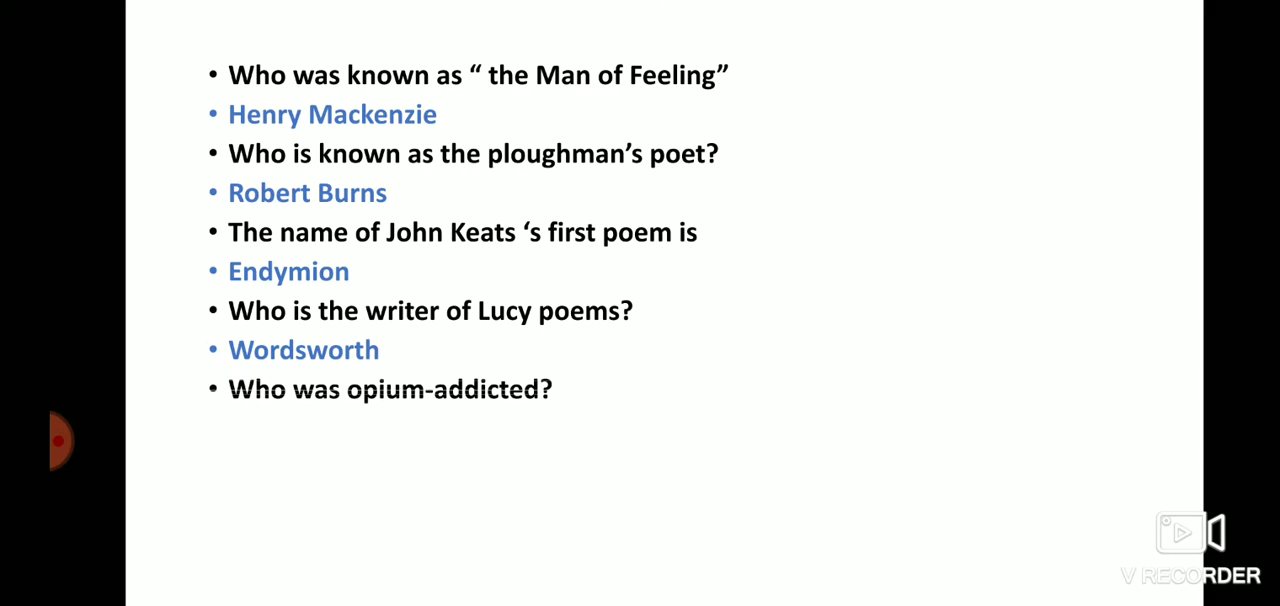 • Who was known as “ the Man of Feeling”
• Henry Mackenzie
• Who is known as the ploughman’s poet?
• Robert Burns
• The name of John Keats ‘s first poem is
• Endymion
• Who is the writer of Lucy poems?
• Wordsworth
• Who was opium-addicted?
V RECORDER